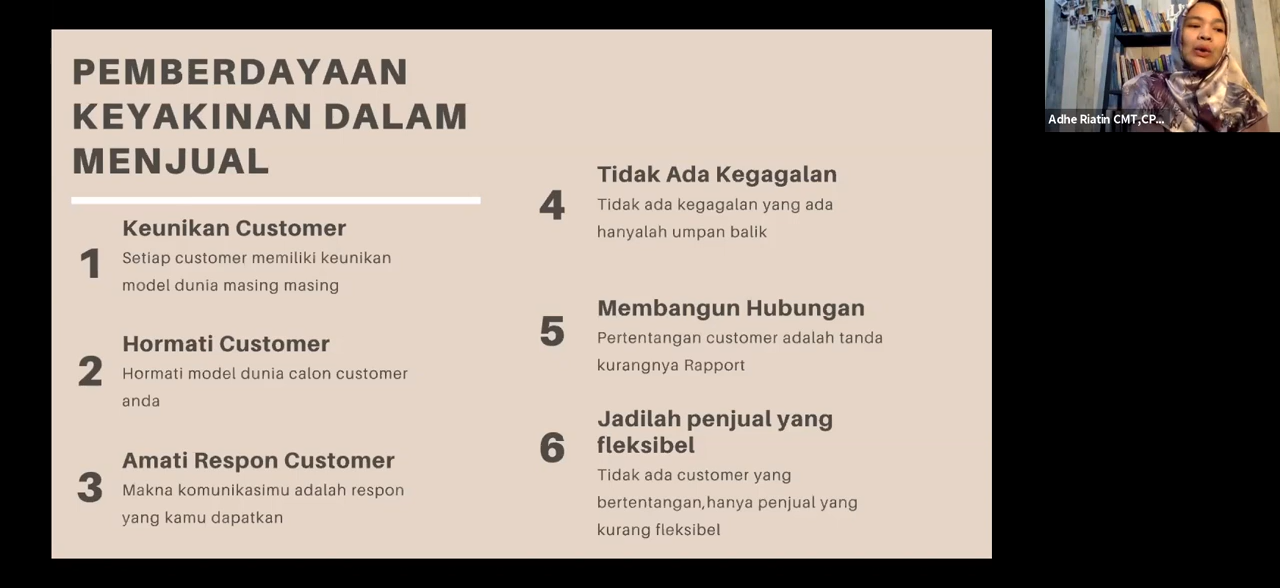 PEMBERDAYAAN
KEYAKINAN DALAM
MENJUAL
1
Keunikan Customer
Setiap customer memiliki keunikan
model dunia masing masing
2
Hormati Customer
Hormati model dunia calon customer
anda
3
Amati Respon Customer
Makna komunikasimu adalah respon
yang kamu dapatkan
4
Tidak Ada Kegagalan
Tidak ada kegagalan yang ada
hanyalah umpan balik
5
Membangun Hubungan
Pertentangan customer adalah tanda
kurangnya Rapport
6
Jadilah penjual yang
fleksibel
Tidak ada customer yang
bertentangan,hanya penjual yang
kurang fleksibel
Adhe Riatin CMT,CP...